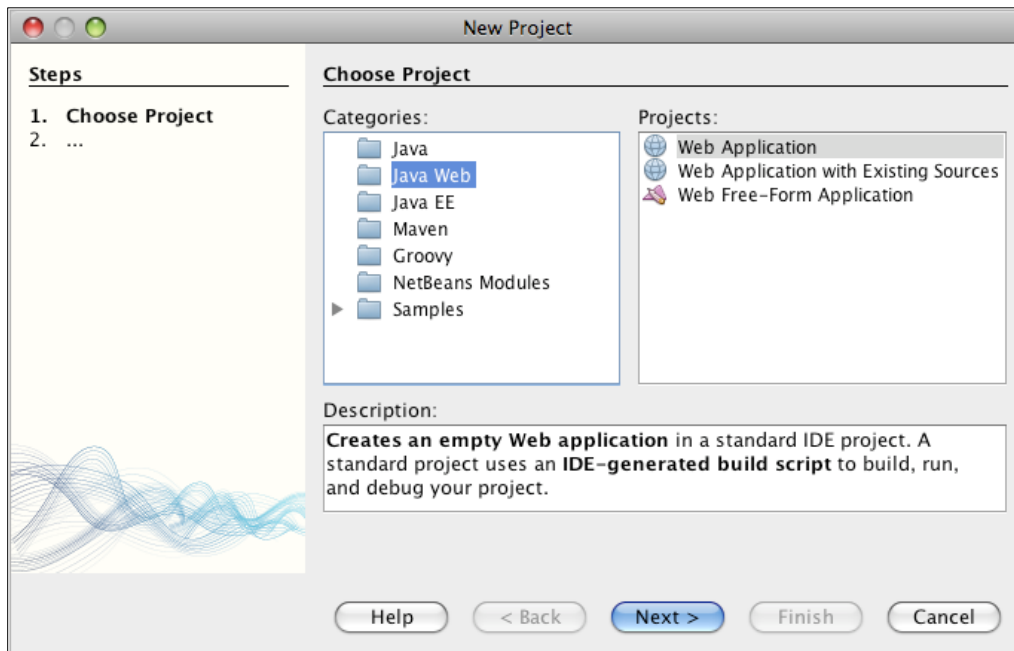 New Project
Steps
1. Choose Project
2. ...
Choose Project
Categories:
Java
Java Web
Java EE
Maven
Groovy
NetBeans Modules
Samples
Projects:
Web Application
Web Application with Existing Sources
Web Free-Form Application
Description:
Creates an empty Web application in a standard IDE project. A
standard project uses an IDE-generated build script to build, run,
and debug your project.
Help
< Back
Next >
Finish
Cancel